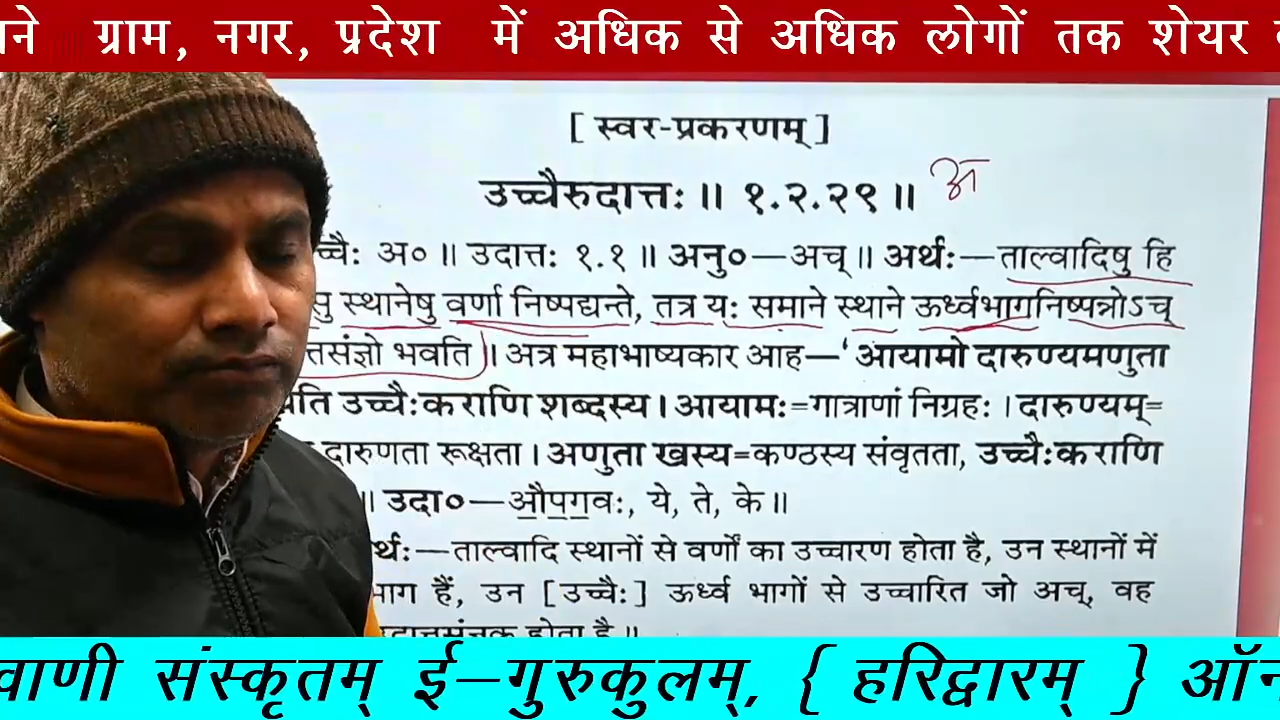 ग्राम, नगर, प्रदेश में अधिक से अधिक लोगों तक शेयर
[ स्वर-प्रकरणम् ]
उच्चैरुदात्तः ॥ १.२.२९ ॥ अ
अ० ॥ उदात्तः १.१ ॥ अनु०—अच् ॥ अर्थः—ताल्वादिषु हि
स्थानेषु वर्णा निष्पद्यन्ते, तत्र यः समाने स्थाने ऊर्ध्वभागनिष्पन्नोऽच्
भवति । अत्र महाभाष्यकार आह—‘आयामो दारुण्यमणुता
उच्चैःकराणि शब्दस्य । आयामः=गात्राणां निग्रहः । दारुण्यम्=
दारुणता रूक्षता । अणुता खस्य=कण्ठस्य संवृतता, उच्चैःकराणि
॥ उदा०—औ॒प॒ग॒वः, ये, ते, के ॥
ताल्वादि स्थानों से वर्णों का उच्चारण होता है, उन स्थानों में
हैं, उन [उच्चैः] ऊर्ध्व भागों से उच्चारित जो अच्, वह
होता है ॥
संस्कृतम् ई–गुरुकुलम्, { हरिद्वारम् }